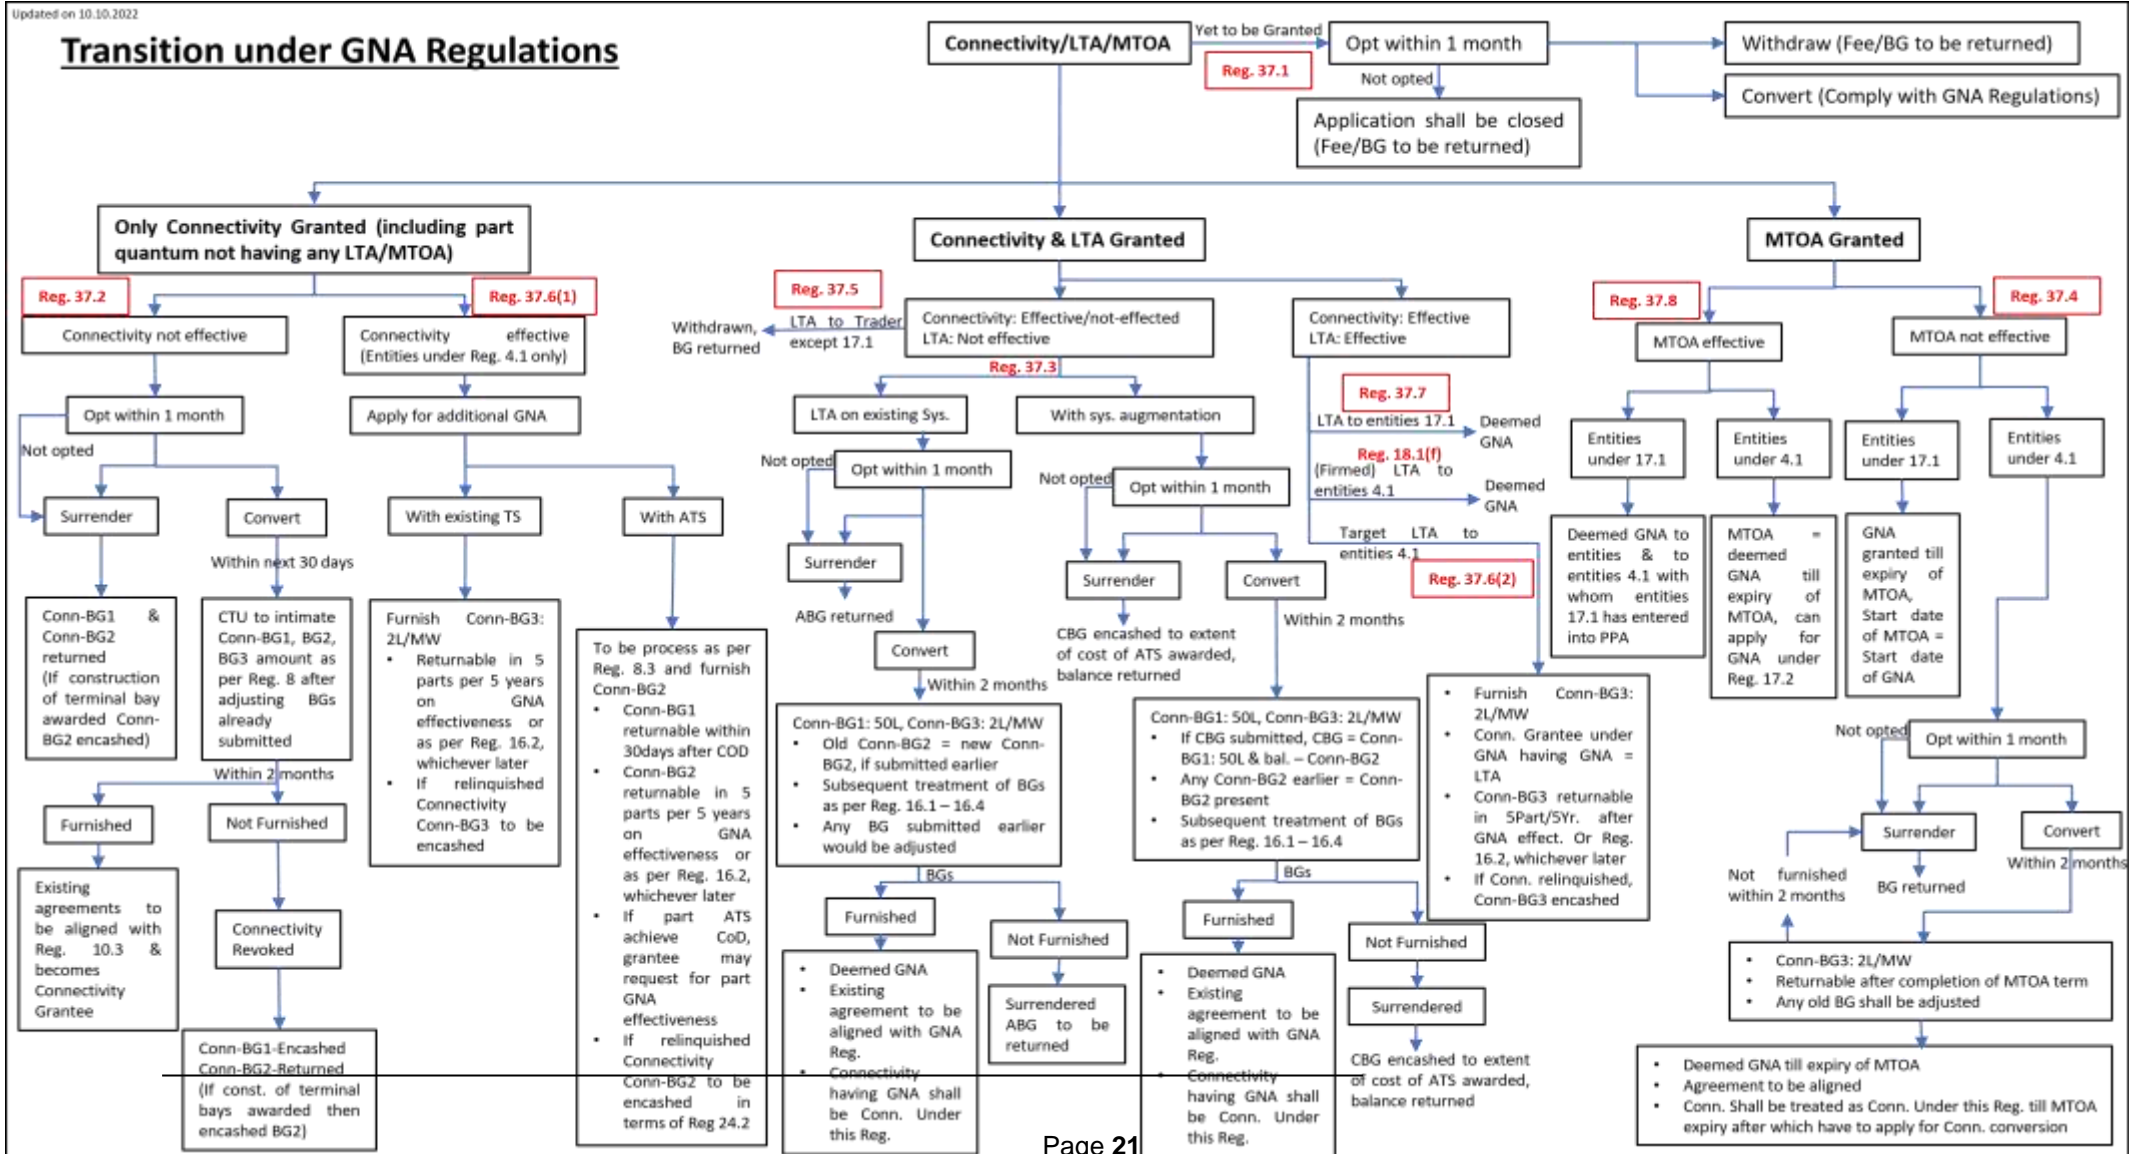 Updated on 10.10.2022
Transition under GNA Regulations
Connectivity/LTA/MTOA
Yet to be Granted
Reg. 37.1
Opt within 1 month
Withdraw (Fee/BG to be returned)
Convert (Comply with GNA Regulations)
Not opted
Application shall be closed
(Fee/BG to be returned)
Only Connectivity Granted (including part
quantum not having any LTA/MTOA)
Connectivity & LTA Granted
MTOA Granted
Reg. 37.2
Reg. 37.6(1)
Connectivity not effective
Connectivity effective
(Entities under Reg. 4.1 only)
Opt within 1 month
Not opted
Surrender
Convert
Within next 30 days
Conn-BG1 &
Conn-BG2
returned
(If construction
of terminal bay
awarded Conn-
BG2 encashed)
CTU to intimate
Conn-BG1, BG2,
BG3 amount as
per Reg. 8 after
adjusting BGs
already
submitted
Within 2 months
Furnished
Not Furnished
Existing
agreements to
be aligned with
Reg. 10.3 &
becomes
Connectivity
Grantee
Connectivity
Revoked
Conn-BG1-Encashed
Conn-BG2-Returned
(If const. of terminal
bays awarded then
encashed BG2)
Apply for additional GNA
With existing TS
With ATS
Furnish Conn-BG3:
2L/MW
• Returnable in 5
parts per 5 years
on GNA
effectiveness or
as per Reg. 16.2,
whichever later
• If relinquished
Connectivity
Conn-BG3 to be
encashed
To be process as per
Reg. 8.3 and furnish
Conn-BG2
• Conn-BG1
returnable within
30days after COD
• Conn-BG2
returnable in 5
parts per 5 years
on GNA
effectiveness or
as per Reg. 16.2,
whichever later
• If part ATS
achieve CoD,
grantee may
request for part
GNA
effectiveness
• If relinquished
Connectivity
Conn-BG2 to be
encashed in
terms of Reg 24.2
Reg. 37.5
Withdrawn,
BG returned
LTA to Trader
except 17.1
Connectivity: Effective/not-effected
LTA: Not effective
Reg. 37.3
LTA on existing Sys.
With sys. augmentation
Not opted
Opt within 1 month
Surrender
ABG returned
Convert
Within 2 months
Conn-BG1: 50L, Conn-BG3: 2L/MW
• Old Conn-BG2 = new Conn-
BG2, if submitted earlier
• Subsequent treatment of BGs
as per Reg. 16.1 – 16.4
• Any BG submitted earlier
would be adjusted
BGs
Furnished
Not Furnished
• Deemed GNA
• Existing
agreement to be
aligned with GNA
Reg.
• Connectivity
having GNA shall
be Conn. Under
this Reg.
Surrendered
ABG to be
returned
Not opted
Opt within 1 month
Surrender
Convert
CBG encashed to extent
of cost of ATS awarded,
balance returned
Within 2 months
Conn-BG1: 50L, Conn-BG3: 2L/MW
• If CBG submitted, CBG = Conn-
BG1: 50L & bal. – Conn-BG2
• Any Conn-BG2 earlier = Conn-
BG2 present
• Subsequent treatment of BGs
as per Reg. 16.1 – 16.4
BGs
Furnished
Not Furnished
• Deemed GNA
• Existing
agreement to be
aligned with GNA
Reg.
• Connectivity
having GNA shall
be Conn. Under
this Reg.
Surrendered
CBG encashed to extent
of cost of ATS awarded,
balance returned
Connectivity: Effective
LTA: Effective
Reg. 37.7
LTA to entities 17.1
Deemed
GNA
Reg. 18.1(f)
(Firmed) LTA to
entities 4.1
Deemed
GNA
Target LTA to
entities 4.1
Reg. 37.6(2)
• Furnish Conn-BG3:
2L/MW
• Conn. Grantee under
GNA having GNA =
LTA
• Conn-BG3 returnable
in 5Part/5Yr. after
GNA effect. Or Reg.
16.2, whichever later
• If Conn. relinquished,
Conn-BG3 encashed
Reg. 37.8
Reg. 37.4
MTOA effective
MTOA not effective
Entities
under 17.1
Entities
under 4.1
Entities
under 17.1
Entities
under 4.1
Deemed GNA to
entities & to
entities 4.1 with
whom entities
17.1 has entered
into PPA
MTOA =
deemed
GNA till
expiry of
MTOA, can
apply for
GNA under
Reg. 17.2
GNA
granted till
expiry of
MTOA,
Start date
of MTOA =
Start date
of GNA
Not opted
Opt within 1 month
Surrender
Convert
BG returned
Within 2 months
Not furnished
within 2 months
• Conn-BG3: 2L/MW
• Returnable after completion of MTOA term
• Any old BG shall be adjusted
• Deemed GNA till expiry of MTOA
• Agreement to be aligned
• Conn. Shall be treated as Conn. Under this Reg. till MTOA
expiry after which have to apply for Conn. conversion
Page 21